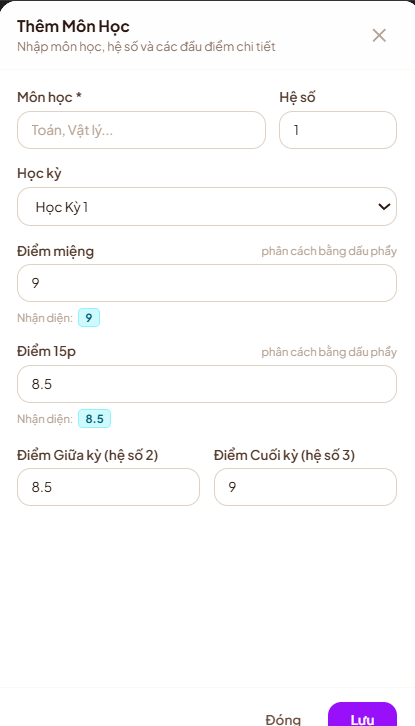 Thêm Môn Học
Nhập môn học, hệ số và các đầu điểm chi tiết
Môn học * Hệ số
Toán, Vật lý... 1
Học kỳ
Học Kỳ 1
Điểm miệng phân cách bằng dấu phẩy
9
Nhận diện: 9
Điểm 15p phân cách bằng dấu phẩy
8.5
Nhận diện: 8.5
Điểm Giữa kỳ (hệ số 2) Điểm Cuối kỳ (hệ số 3)
8.5 9
Đóng Lưu